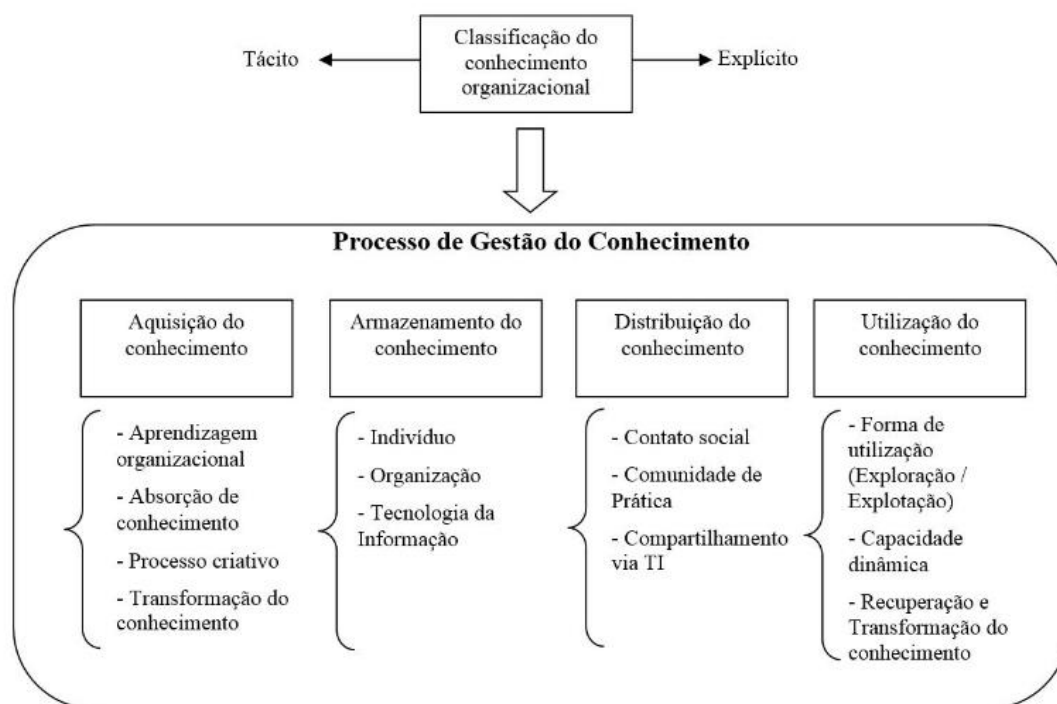 Classificação do
conhecimento
organizacional
Tácito
Explícito
Processo de Gestão do Conhecimento
Aquisição do
conhecimento
- Aprendizagem
organizacional
- Absorção de
conhecimento
- Processo criativo
- Transformação do
conhecimento
Armazenamento do
conhecimento
- Indivíduo
- Organização
- Tecnologia da
Informação
Distribuição do
conhecimento
- Contato social
- Comunidade de
Prática
- Compartilhamento
via TI
Utilização do
conhecimento
- Forma de
utilização
(Exploração /
Explotação)
- Capacidade
dinâmica
- Recuperação e
Transformação do
conhecimento